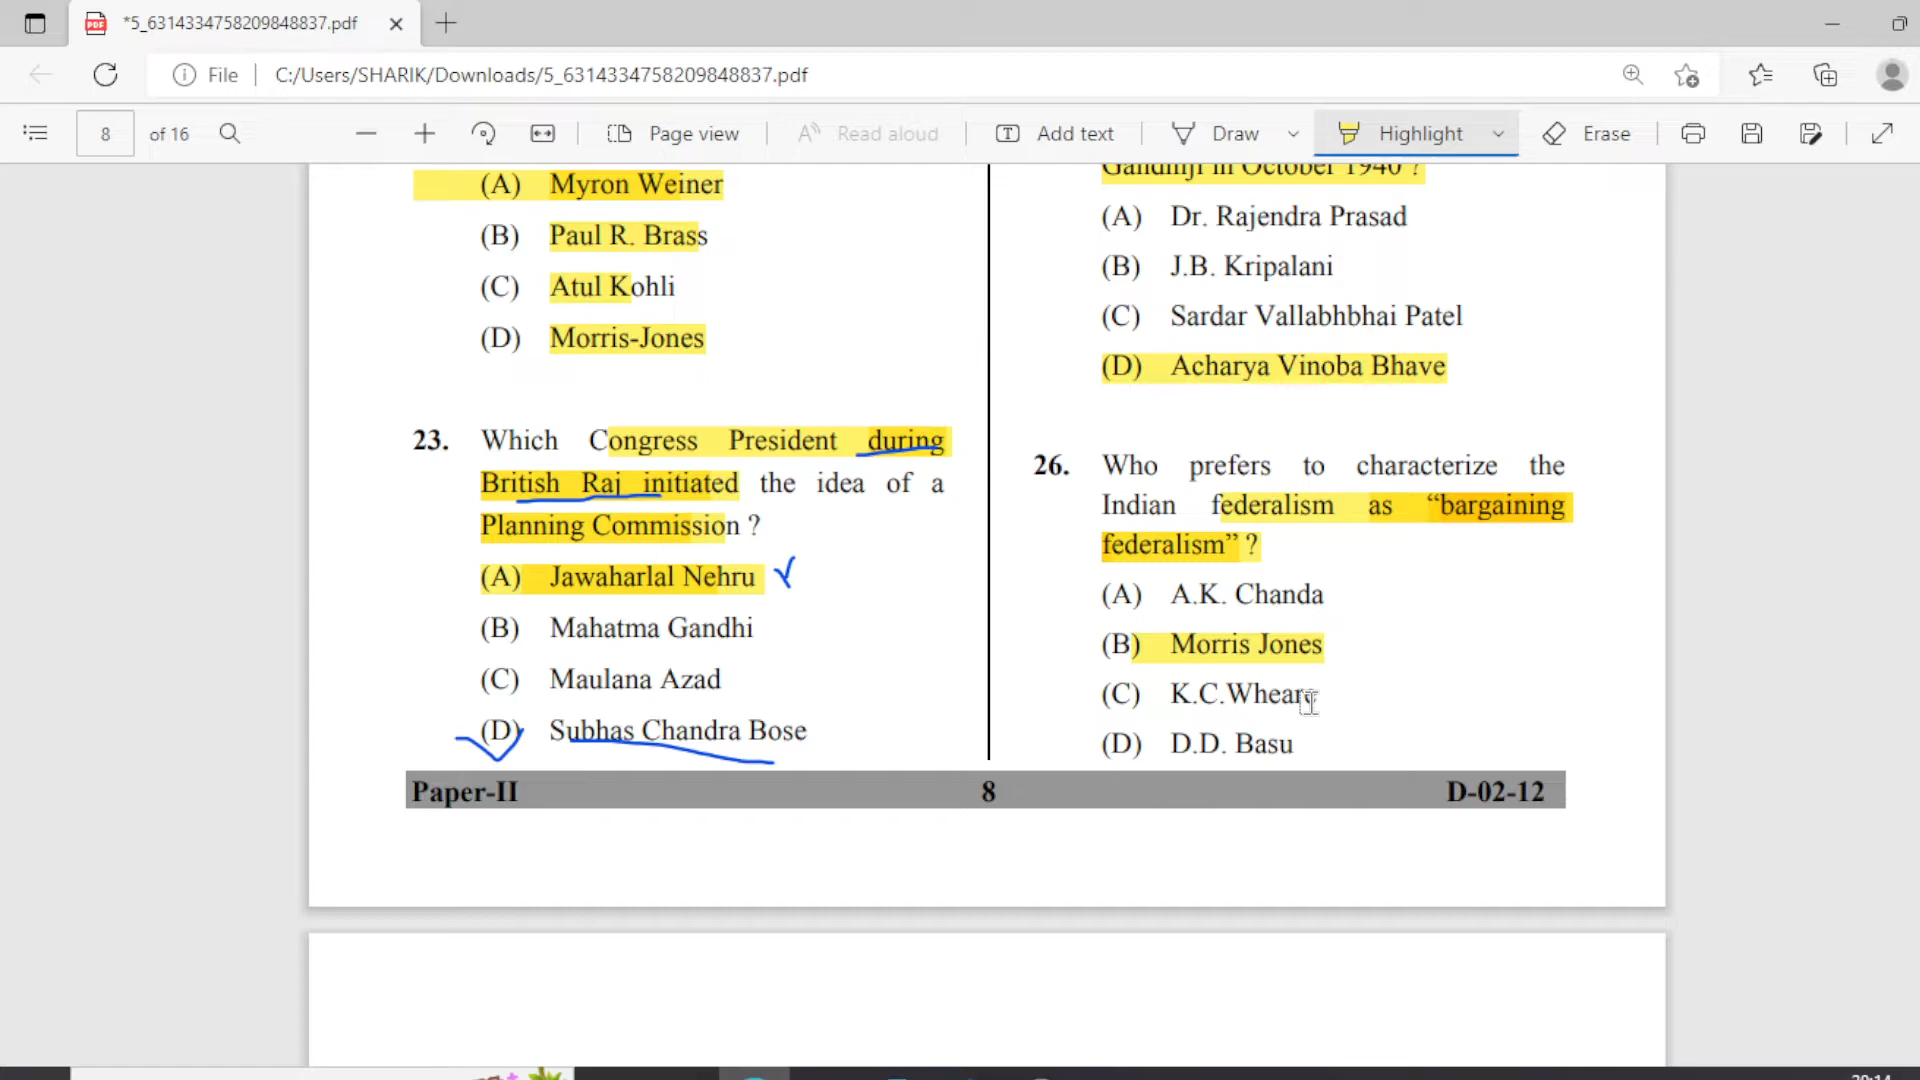 *5_6314334758209848837.pdf
File C:/Users/SHARIK/Downloads/5_6314334758209848837.pdf
8 of 16 Page view Read aloud Add text Draw Highlight Erase
(A) Myron Weiner
(B) Paul R. Brass
(C) Atul Kohli
(D) Morris-Jones
23. Which Congress President during
British Raj initiated the idea of a
Planning Commission ?
(A) Jawaharlal Nehru
(B) Mahatma Gandhi
(C) Maulana Azad
(D) Subhas Chandra Bose
Gandhiji in October 1940 ?
(A) Dr. Rajendra Prasad
(B) J.B. Kripalani
(C) Sardar Vallabhbhai Patel
(D) Acharya Vinoba Bhave
26. Who prefers to characterize the
Indian federalism as “bargaining
federalism” ?
(A) A.K. Chanda
(B) Morris Jones
(C) K.C.Wheare
(D) D.D. Basu
Paper-II 8 D-02-12